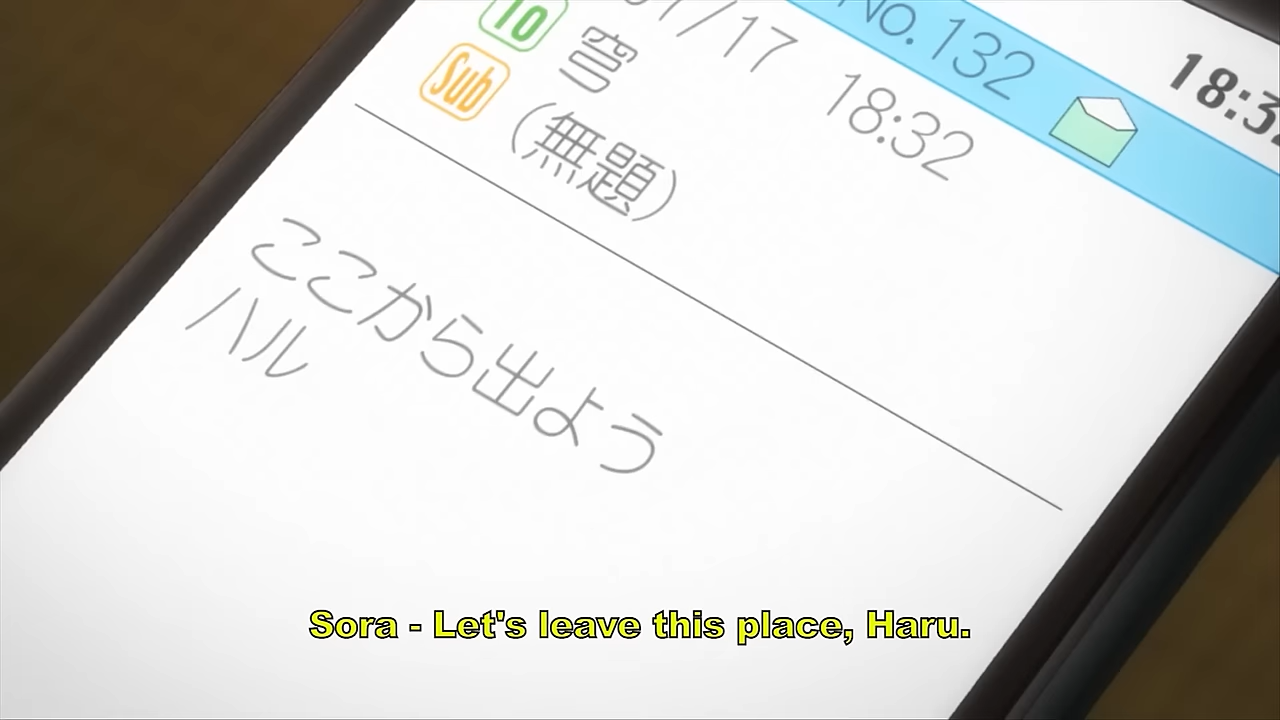 NO.132
18:3
/17 18:32
To 穹
Sub (無題)
ここから出よう
ハル
Sora - Let's leave this place, Haru.